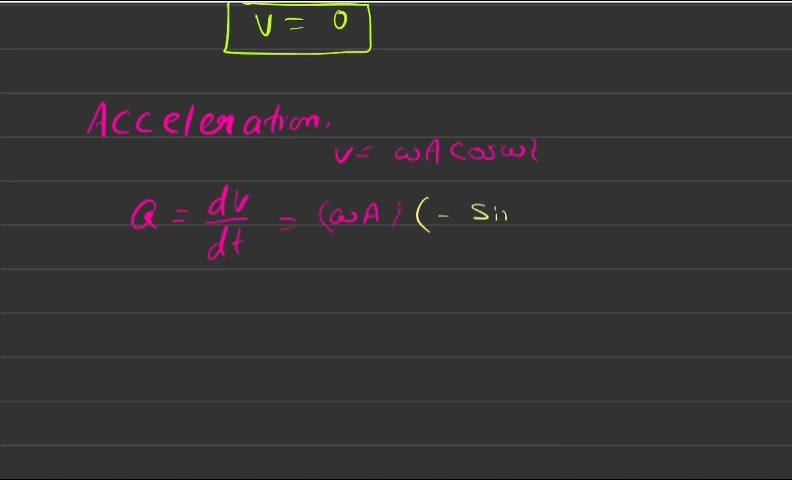 v = 0
Acceleration.
v = ωA cosωt
a = dv/dt = (ωA) (- Sin